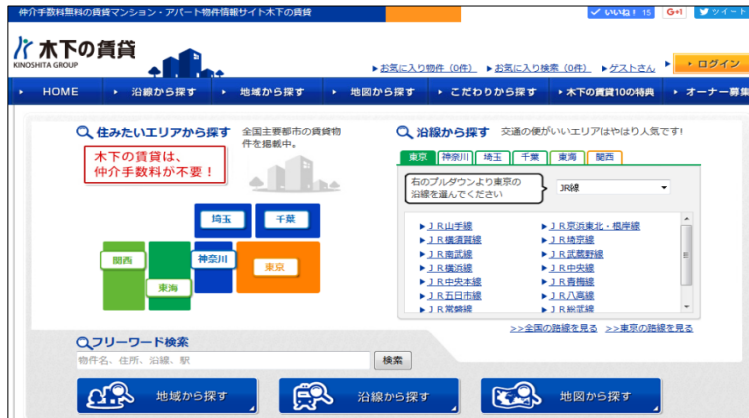 仲介手数料無料の賃貸マンション・アパート物件情報サイト木下の賃貸
いいね! 15
G+1
ツイート
木下の賃貸
KINOSHITA GROUP
お気に入り物件（0件） お気に入り検索（0件） ゲストさん ログイン
HOME 沿線から探す 地域から探す 地図から探す こだわりから探す 木下の賃貸10の特典 オーナー募集
住みたいエリアから探す 全国主要都市の賃貸物
件を掲載中。
木下の賃貸は、
仲介手数料が不要！
埼玉 千葉
関西 神奈川 東京
東海
沿線から探す 交通の便がいいエリアはやはり人気です!
東京 神奈川 埼玉 千葉 東海 関西
右のプルダウンより東京の
沿線を選んでください
JR線
ＪＲ山手線 ＪＲ京浜東北・根岸線
ＪＲ横須賀線 ＪＲ埼京線
ＪＲ南武線 ＪＲ武蔵野線
ＪＲ横浜線 ＪＲ中央線
ＪＲ中央本線 ＪＲ青梅線
ＪＲ五日市線 ＪＲ八高線
ＪＲ常磐線 ＪＲ総武線
>>全国の路線を見る >>東京の路線を見る
フリーワード検索
物件名、住所、沿線、駅 検索
地域から探す 沿線から探す 地図から探す